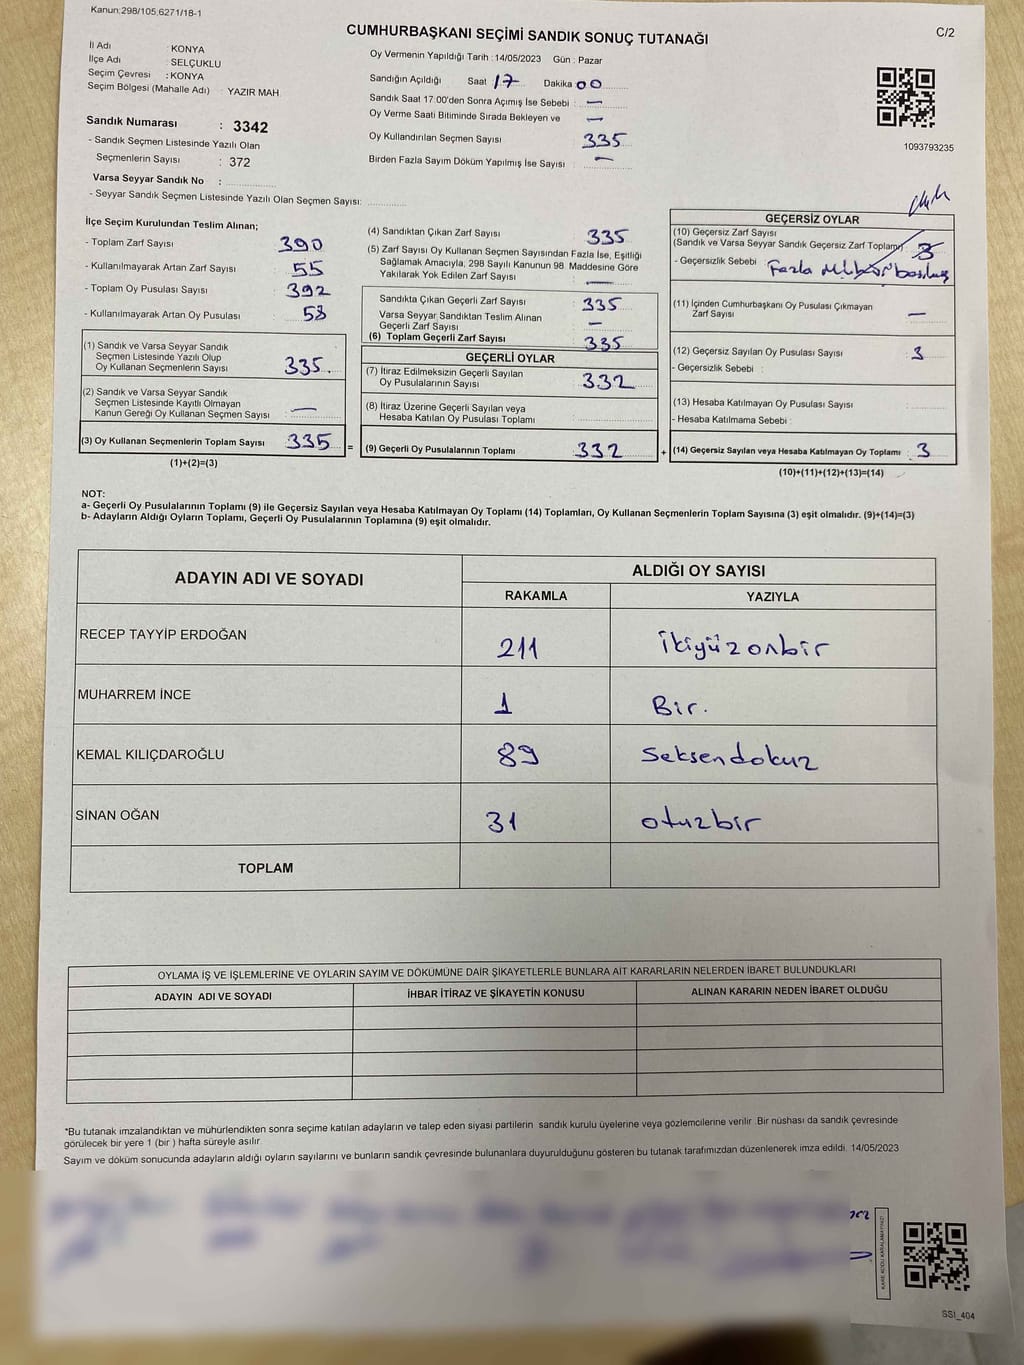 Kanun:298/105,6271/18-1
CUMHURBAŞKANI SEÇİMİ SANDIK SONUÇ TUTANAĞI
C/2
İl Adı : KONYA
İlçe Adı : SELÇUKLU
Seçim Çevresi : KONYA
Seçim Bölgesi (Mahalle Adı) : YAZIR MAH.
Oy Vermenin Yapıldığı Tarih :14/05/2023 Gün : Pazar
Sandığın Açıldığı Saat 17 Dakika 00
Sandık Saat 17:00'den Sonra Açımış İse Sebebi : —
Oy Verme Saati Bitiminde Sırada Bekleyen ve —
Sandık Numarası : 3342
- Sandık Seçmen Listesinde Yazılı Olan
Seçmenlerin Sayısı : 372
Oy Kullandırılan Seçmen Sayısı : 335
Birden Fazla Sayım Döküm Yapılmış İse Sayısı : —
1093793235
Varsa Seyyar Sandık No :
- Seyyar Sandık Seçmen Listesinde Yazılı Olan Seçmen Sayısı:
İlçe Seçim Kurulundan Teslim Alınan;
- Toplam Zarf Sayısı : 390
- Kullanılmayarak Artan Zarf Sayısı : 55
- Toplam Oy Pusulası Sayısı : 392
- Kullanılmayarak Artan Oy Pusulası : 58
(1) Sandık ve Varsa Seyyar Sandık
Seçmen Listesinde Yazılı Olup
Oy Kullanan Seçmenlerin Sayısı : 335.
(2) Sandık ve Varsa Seyyar Sandık
Seçmen Listesinde Kayıtlı Olmayan
Kanun Gereği Oy Kullanan Seçmen Sayısı : —
(3) Oy Kullanan Seçmenlerin Toplam Sayısı : 335 =
(1)+(2)=(3)
(4) Sandıktan Çıkan Zarf Sayısı : 335
(5) Zarf Sayısı Oy Kullanan Seçmen Sayısından Fazla İse, Eşitliği
Sağlamak Amacıyla, 298 Sayılı Kanunun 98. Maddesine Göre
Yakılarak Yok Edilen Zarf Sayısı : —
Sandıkta Çıkan Geçerli Zarf Sayısı : 335
Varsa Seyyar Sandıktan Teslim Alınan
Geçerli Zarf Sayısı : —
(6) Toplam Geçerli Zarf Sayısı : 335
GEÇERLİ OYLAR
(7) İtiraz Edilmeksizin Geçerli Sayılan
Oy Pusulalarının Sayısı : 332
(8) İtiraz Üzerine Geçerli Sayılan veya
Hesaba Katılan Oy Pusulası Toplamı :
(9) Geçerli Oy Pusulalarının Toplamı : 332 +
GEÇERSİZ OYLAR
(10) Geçersiz Zarf Sayısı
(Sandık ve Varsa Seyyar Sandık Geçersiz Zarf Toplamı) : 3
- Geçersizlik Sebebi : Fazla Mükür basılmış
(11) İçinden Cumhurbaşkanı Oy Pusulası Çıkmayan
Zarf Sayısı : —
(12) Geçersiz Sayılan Oy Pusulası Sayısı : 3
- Geçersizlik Sebebi :
(13) Hesaba Katılmayan Oy Pusulası Sayısı :
- Hesaba Katılmama Sebebi :
(14) Geçersiz Sayılan veya Hesaba Katılmayan Oy Toplamı : 3
(10)+(11)+(12)+(13)=(14)
NOT:
a- Geçerli Oy Pusulalarının Toplamı (9) ile Geçersiz Sayılan veya Hesaba Katılmayan Oy Toplamı (14) Toplamları, Oy Kullanan Seçmenlerin Toplam Sayısına (3) eşit olmalıdır. (9)+(14)=(3)
b- Adayların Aldığı Oyların Toplamı, Geçerli Oy Pusulalarının Toplamına (9) eşit olmalıdır.
ADAYIN ADI VE SOYADI
ALDIĞI OY SAYISI
RAKAMLA YAZIYLA
RECEP TAYYİP ERDOĞAN 211 ikiyüz onbir
MUHARREM İNCE 1 Bir.
KEMAL KILIÇDAROĞLU 89 Seksendokuz
SİNAN OĞAN 31 otuzbir
TOPLAM
OYLAMA İŞ VE İŞLEMLERİNE VE OYLARIN SAYIM VE DÖKÜMÜNE DAİR ŞİKAYETLERLE BUNLARA AİT KARARLARIN NELERDEN İBARET BULUNDUKLARI
ADAYIN ADI VE SOYADI İHBAR İTİRAZ VE ŞİKAYETİN KONUSU ALINAN KARARIN NEDEN İBARET OLDUĞU
*Bu tutanak imzalandıktan ve mühürlendikten sonra seçime katılan adayların ve talep eden siyasi partilerin sandık kurulu üyelerine veya gözlemcilerine verilir. Bir nüshası da sandık çevresinde
görülecek bir yere 1 (bir ) hafta süreyle asılır.
Sayım ve döküm sonucunda adayların aldığı oyların sayılarını ve bunların sandık çevresinde bulunanlara duyurulduğunu gösteren bu tutanak tarafımızdan düzenlenerek imza edildi. 14/05/2023
KARE KODU KARALAMAYINIZ!
SSI_404